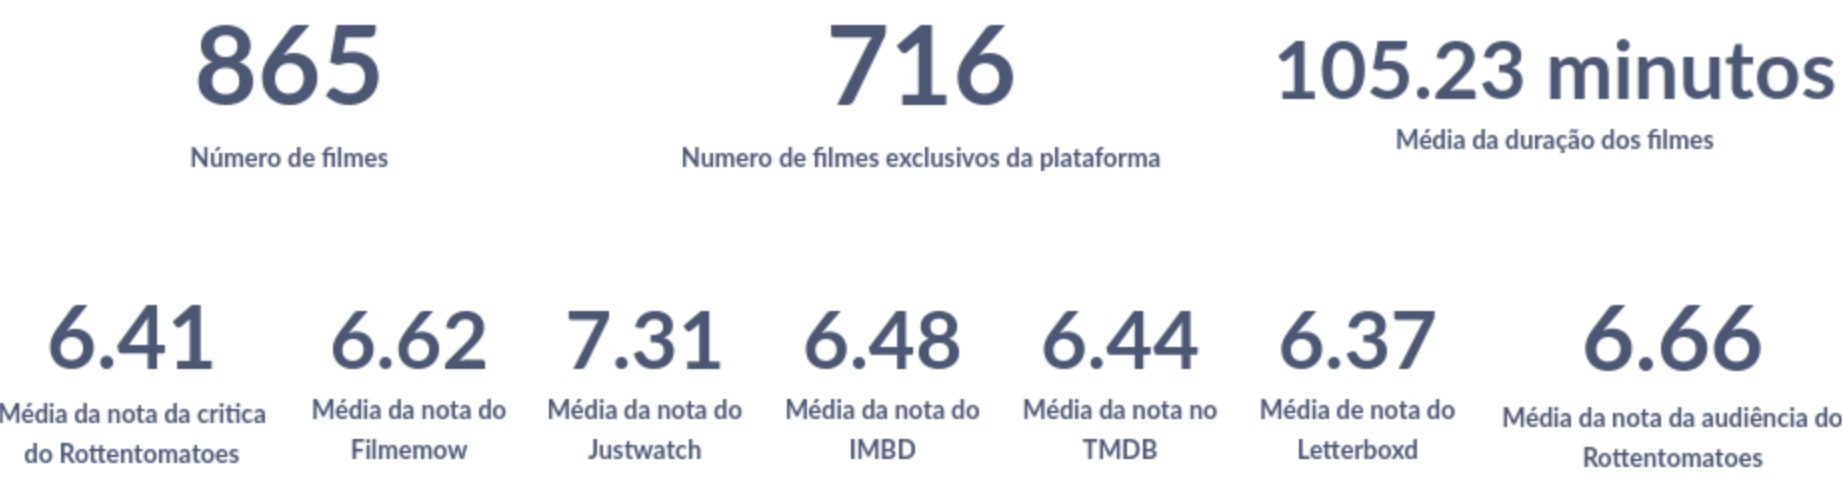 865
Número de filmes
716
Numero de filmes exclusivos da plataforma
105.23 minutos
Média da duração dos filmes
6.41
Média da nota da critica
do Rottentomatoes
6.62
Média da nota do
Filmemow
7.31
Média da nota do
Justwatch
6.48
Média da nota do
IMBD
6.44
Média da nota no
TMDB
6.37
Média de nota do
Letterboxd
6.66
Média da nota da audiência do
Rottentomatoes